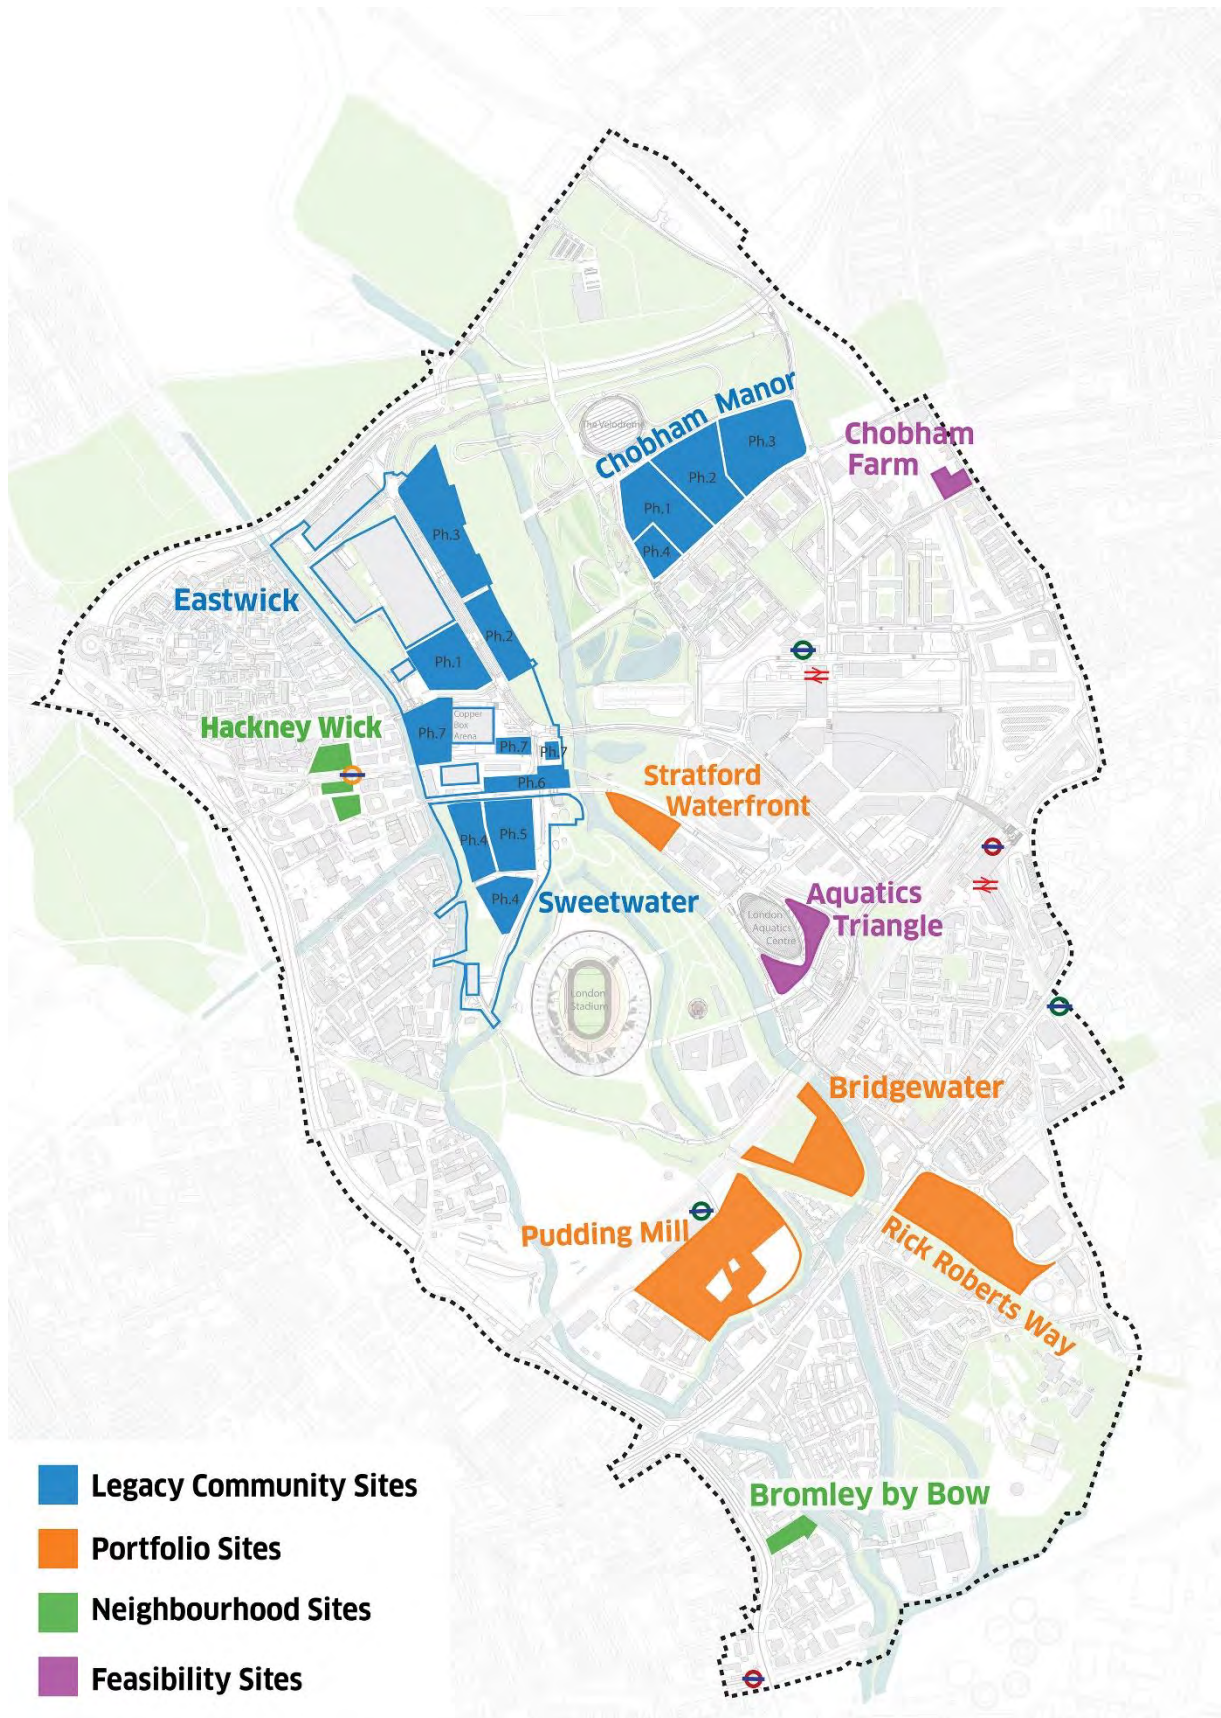 Chobham Manor
The Velodrome
Ph.3
Ph.2
Ph.1
Ph.4
Chobham
Farm
Ph.3
Eastwick
Ph.2
Ph.1
Hackney Wick
Ph.7
Copper
Box
Arena
Ph.7
Ph.7
Ph.6
Stratford
Waterfront
Ph.4
Ph.5
Ph.4
Sweetwater
Aquatics
Triangle
London
Aquatics
Centre
London
Stadium
Bridgewater
Pudding Mill
Rick Roberts Way
Bromley by Bow
Legacy Community Sites
Portfolio Sites
Neighbourhood Sites
Feasibility Sites